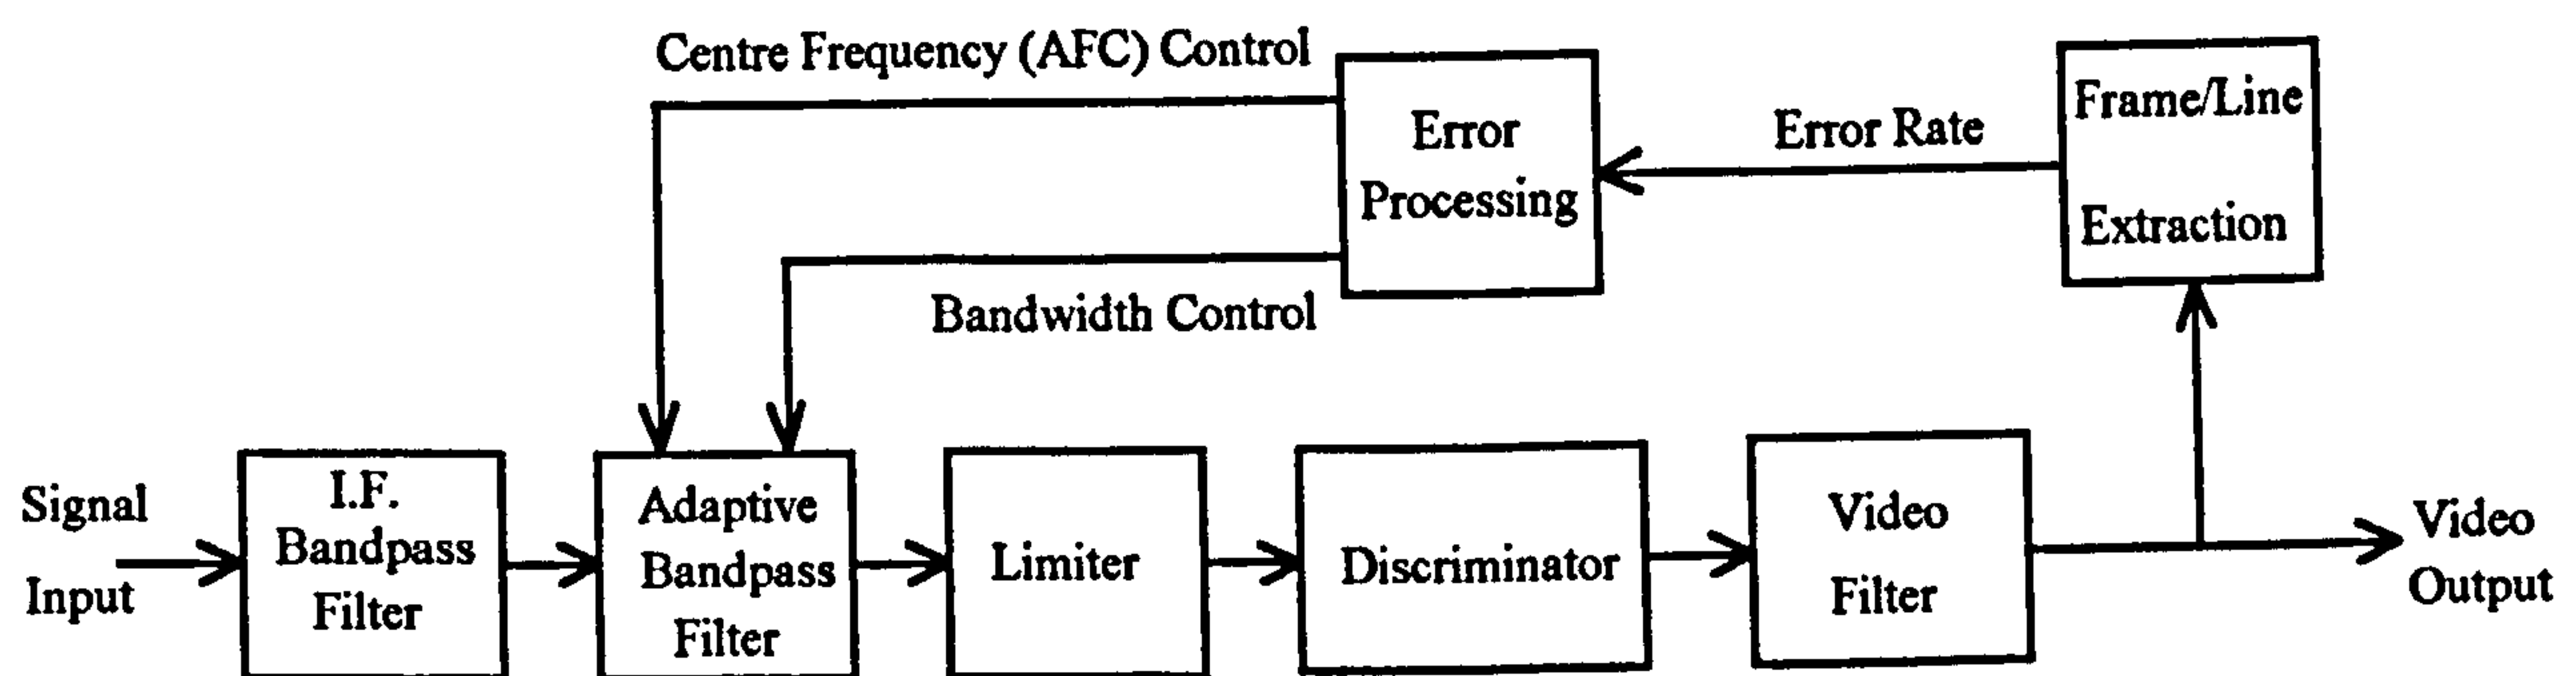 Centre Frequency (AFC) Control
Error
Processing
Error Rate
Frame/Line
Extraction
Bandwidth Control
Signal
Input
I.F.
Bandpass
Filter
Adaptive
Bandpass
Filter
Limiter
Discriminator
Video
Filter
Video
Output